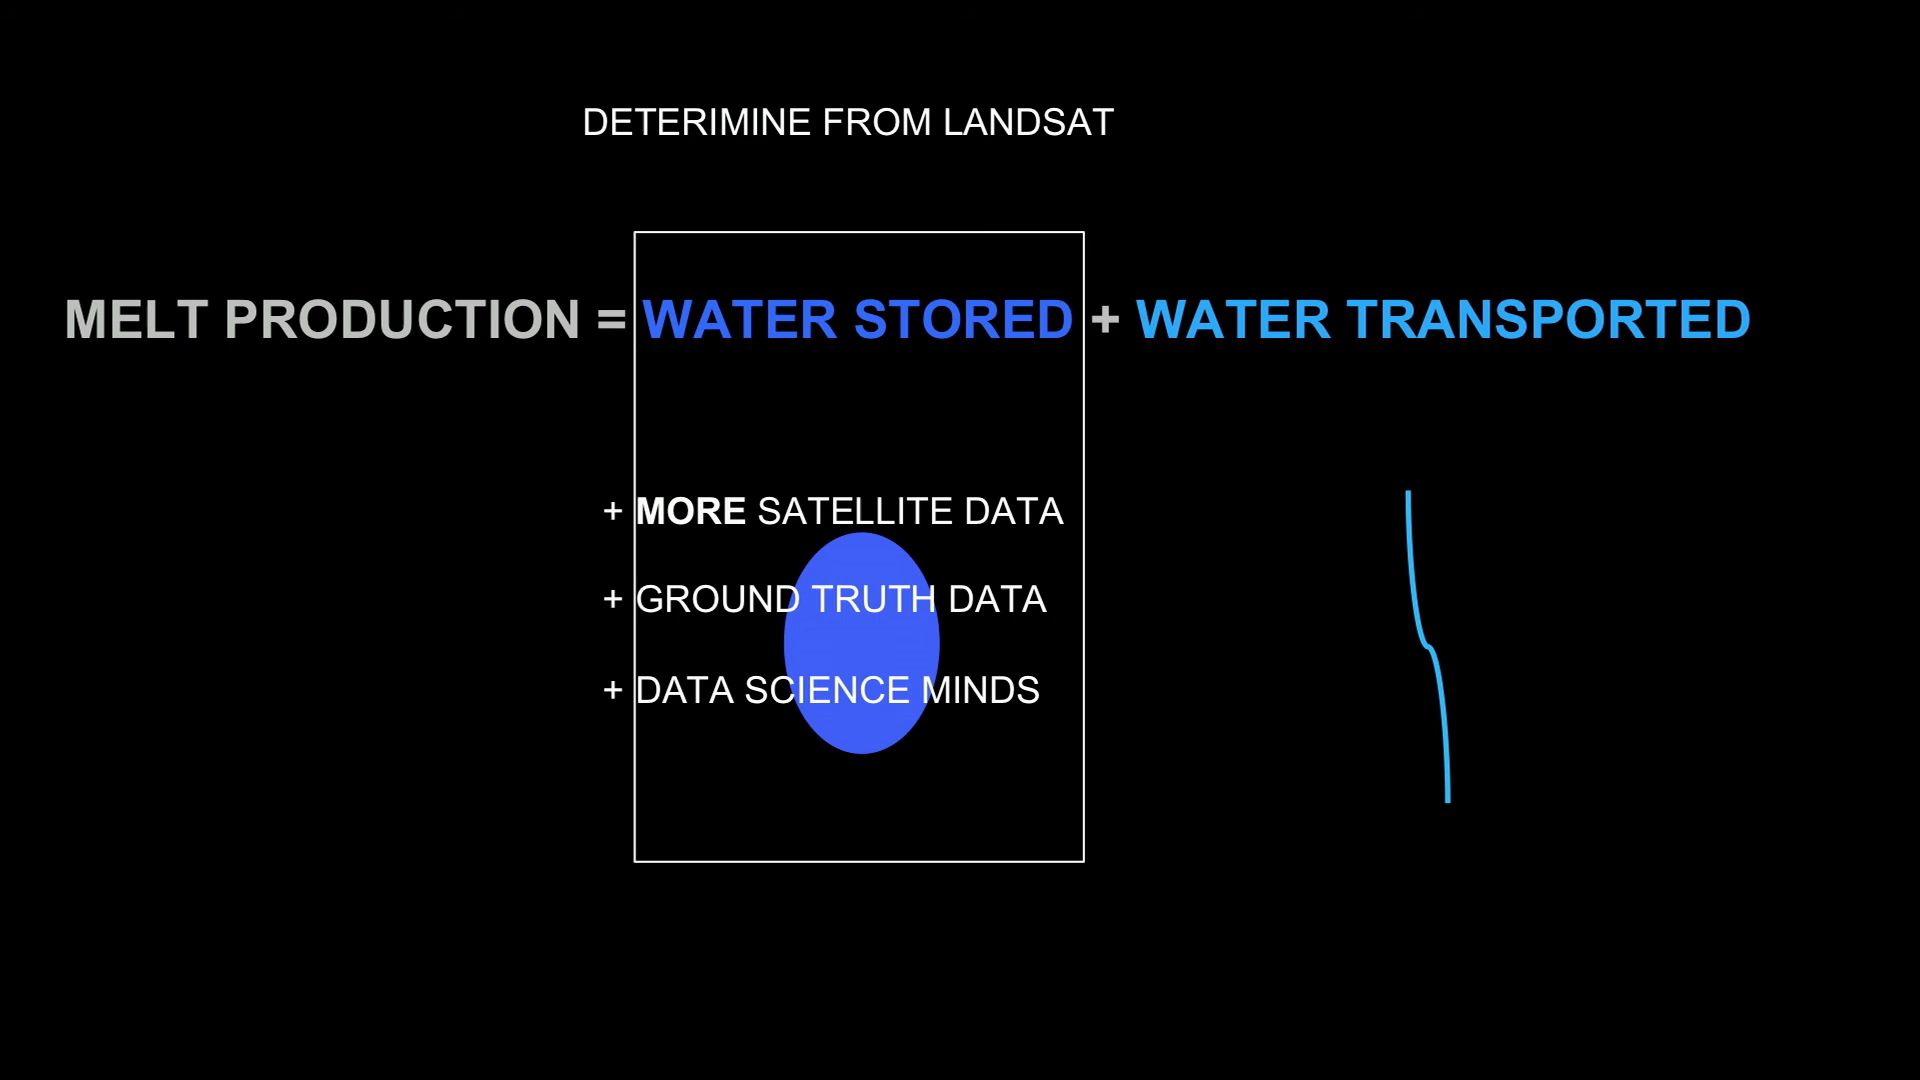 DETERIMINE FROM LANDSAT
MELT PRODUCTION = WATER STORED + WATER TRANSPORTED
+ MORE SATELLITE DATA
+ GROUND TRUTH DATA
+ DATA SCIENCE MINDS